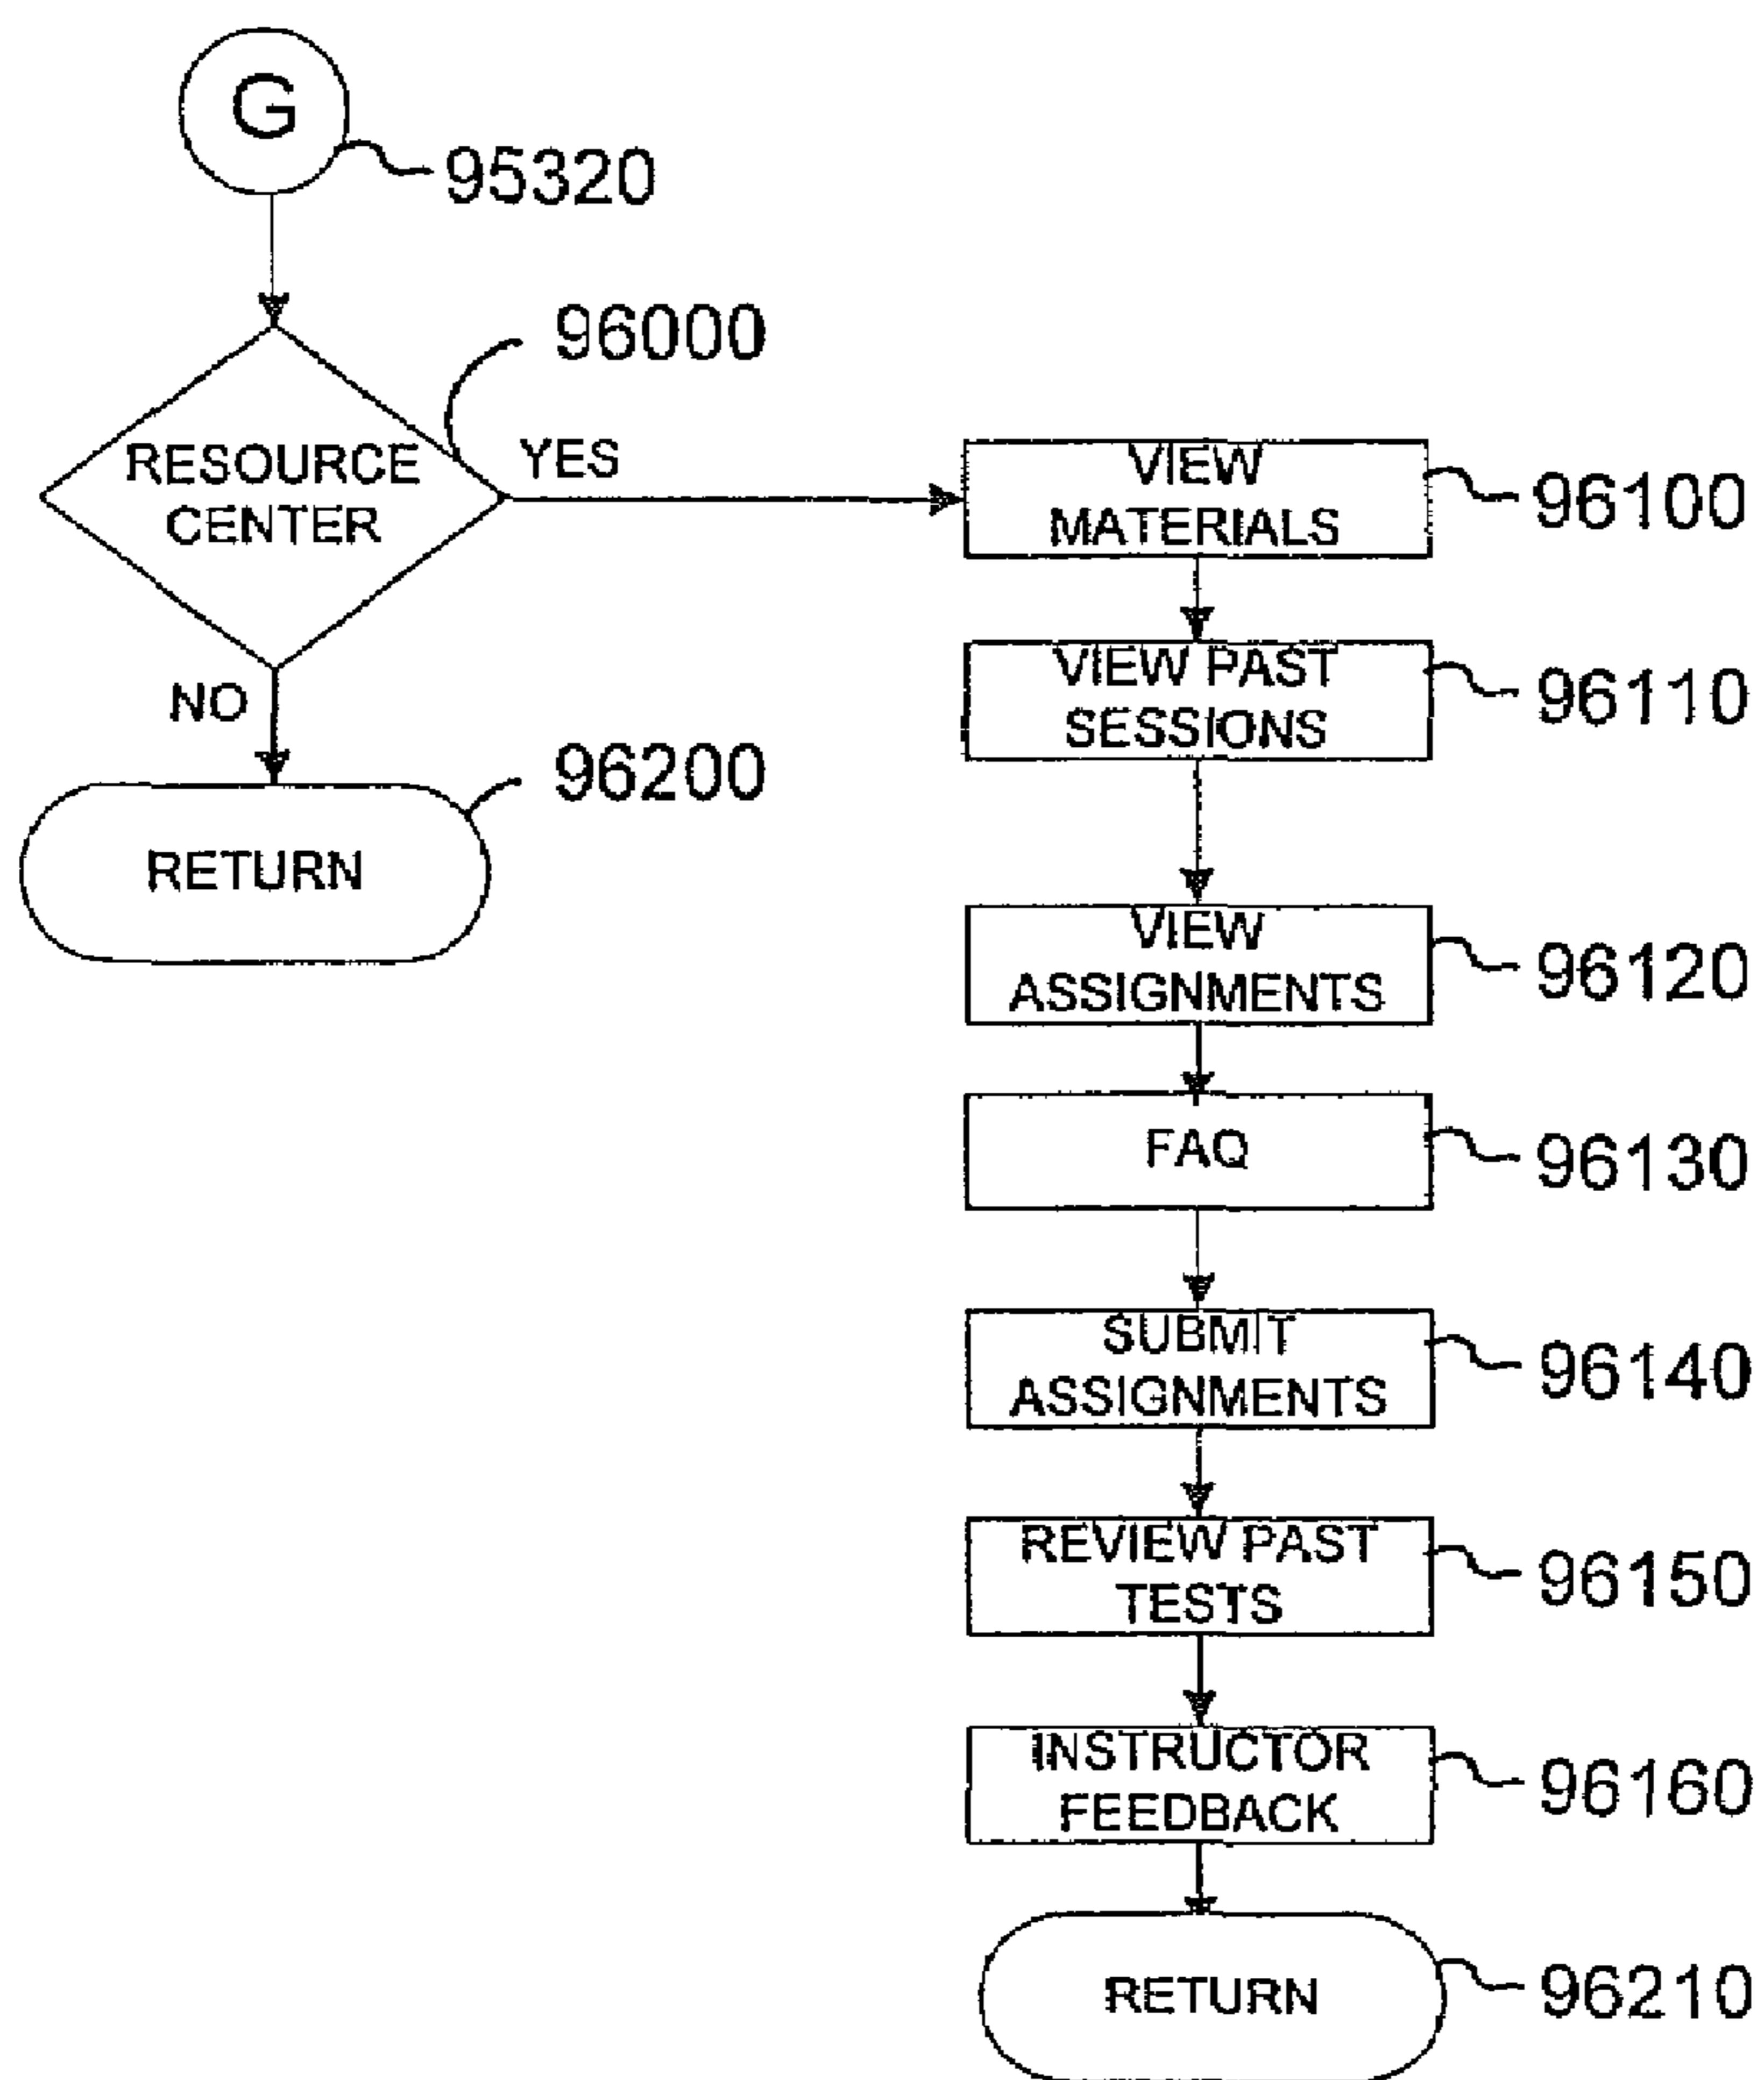 G
95320
96000
RESOURCE
CENTER
YES
NO
96200
RETURN
VIEW
MATERIALS
96100
VIEW PAST
SESSIONS
96110
VIEW
ASSIGNMENTS
96120
FAQ
96130
SUBMIT
ASSIGNMENTS
96140
REVIEW PAST
TESTS
96150
INSTRUCTOR
FEEDBACK
96160
RETURN
96210